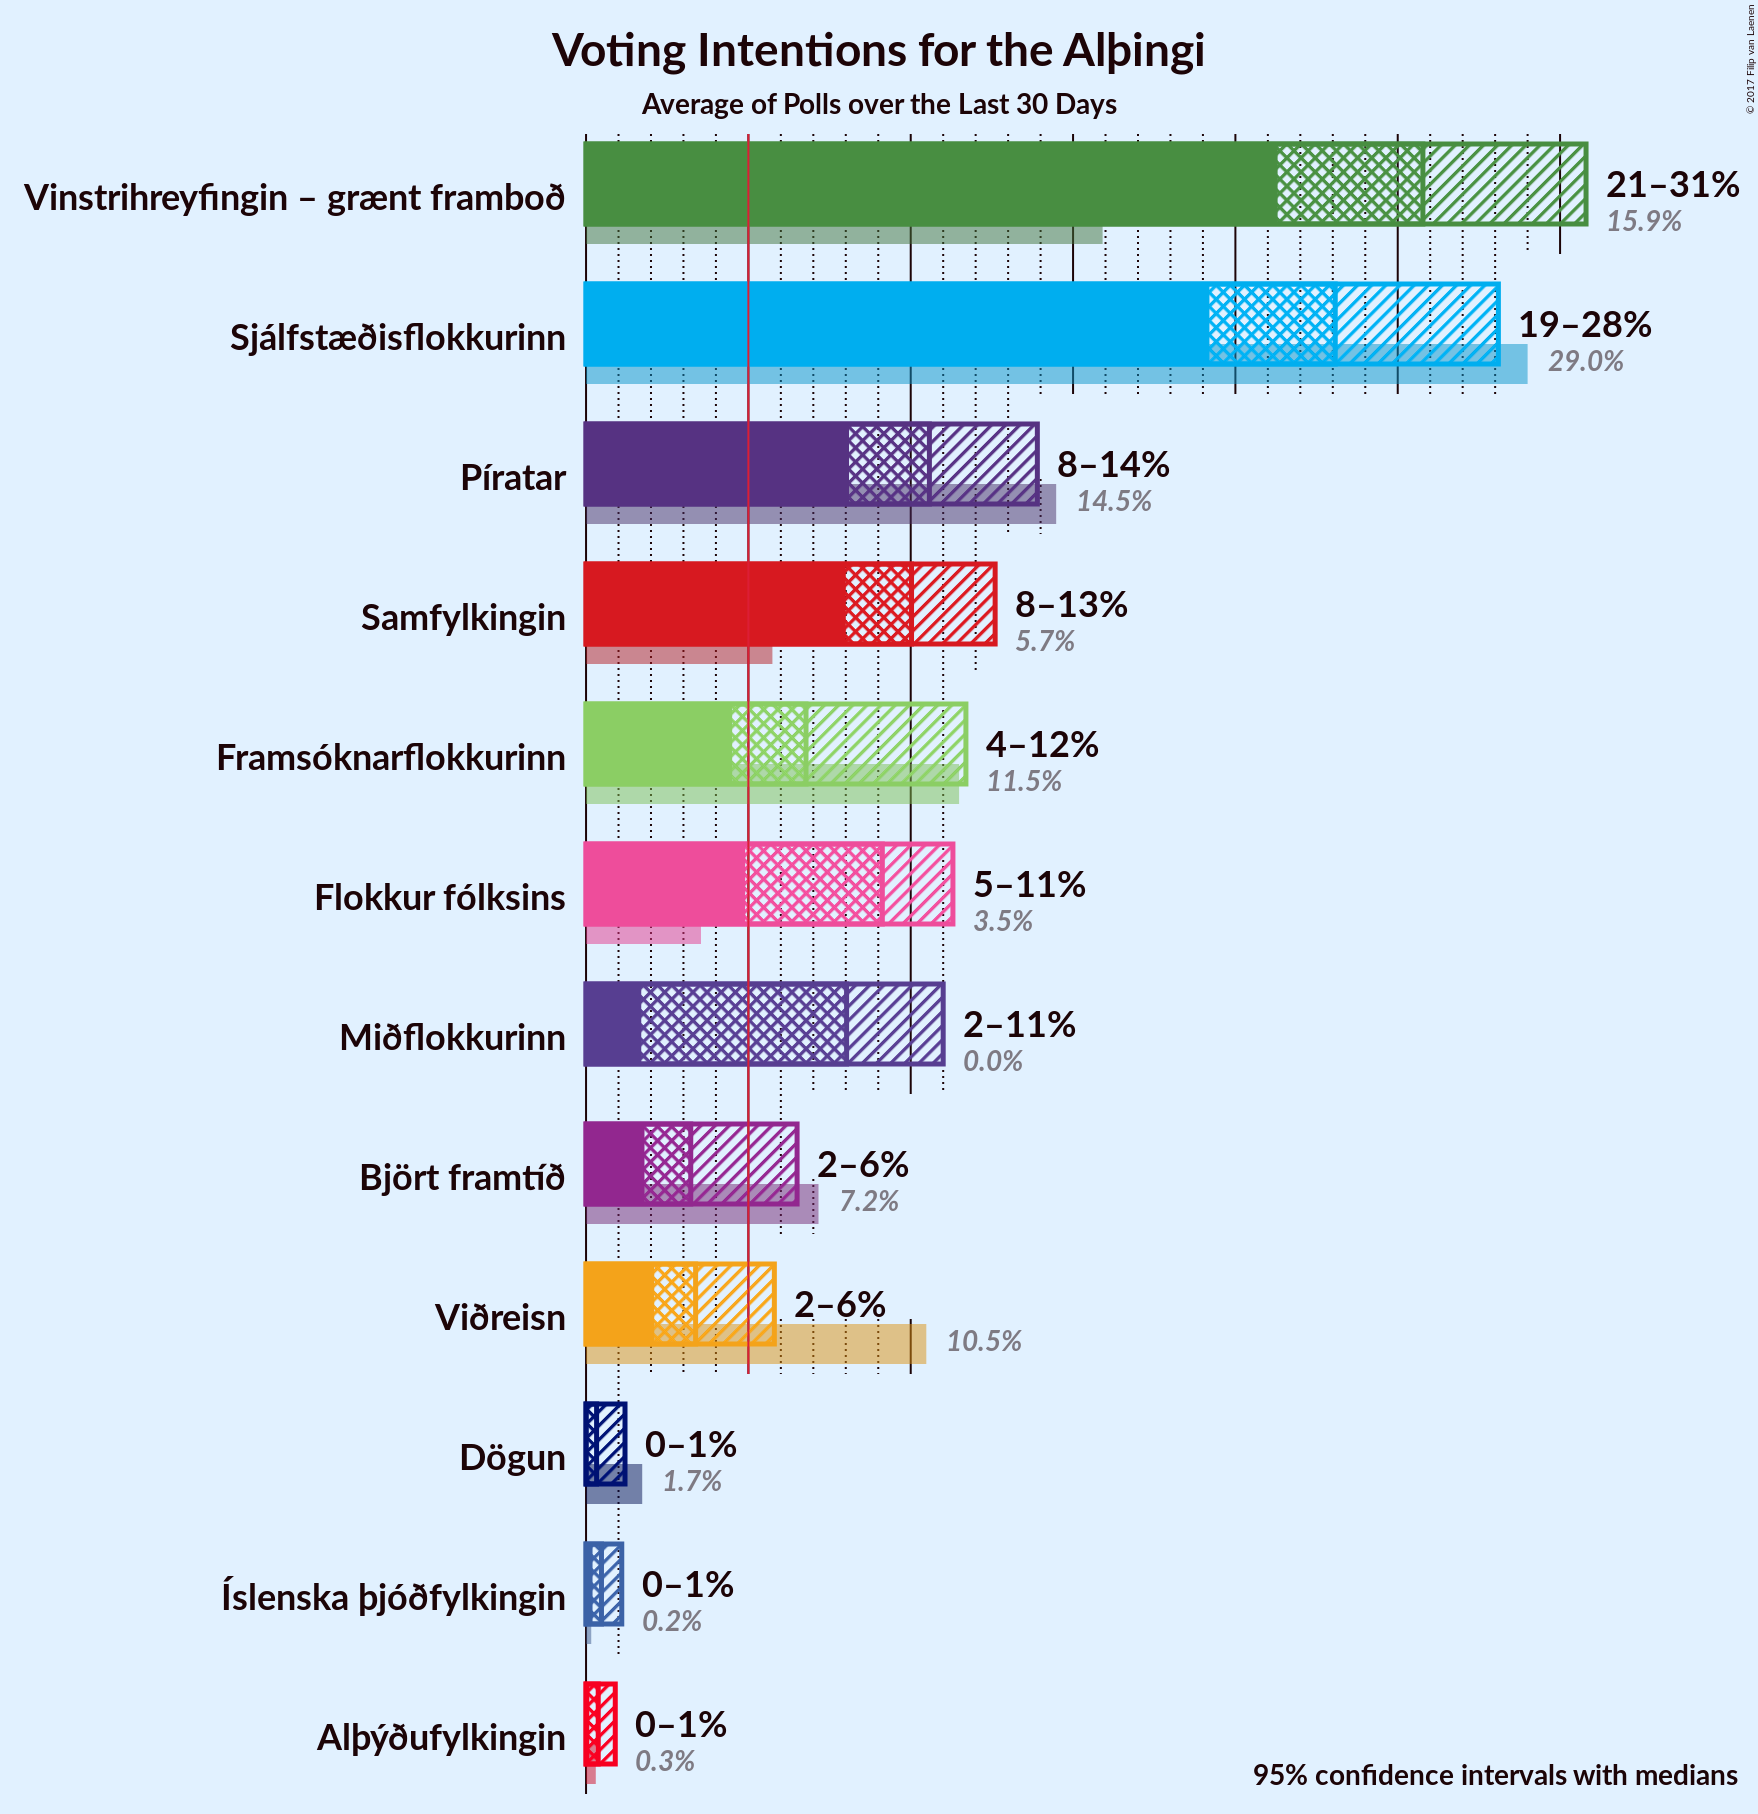 Voting Intentions for the Alþingi
Average of Polls over the Last 30 Days
© 2017 Filip van Laenen
Vinstrihreyfingin – grænt framboð
21–31%
15.9%
Sjálfstæðisflokkurinn
19–28%
29.0%
Píratar
8–14%
14.5%
Samfylkingin
8–13%
5.7%
Framsóknarflokkurinn
4–12%
11.5%
Flokkur fólksins
5–11%
3.5%
Miðflokkurinn
2–11%
0.0%
Björt framtíð
2–6%
7.2%
Viðreisn
2–6%
10.5%
Dögun
0–1%
1.7%
Íslenska þjóðfylkingin
0–1%
0.2%
Alþýðufylkingin
0–1%
0.3%
95% confidence intervals with medians